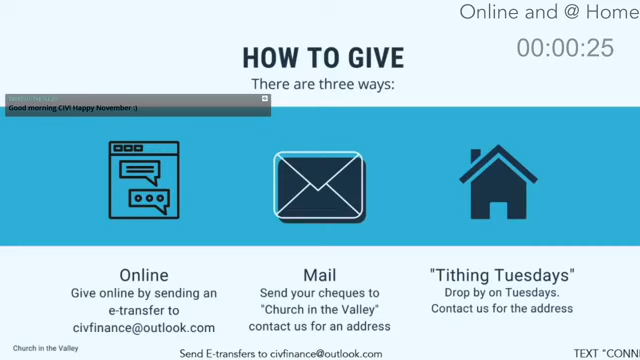 Online and @ Home
00:00:25
HOW TO GIVE
There are three ways:
Good morning CIV! Happy November :)
Online
Give online by sending an
e-transfer to
civfinance@outlook.com
Mail
Send your cheques to
"Church in the Valley"
contact us for an address
"Tithing Tuesdays"
Drop by on Tuesdays.
Contact us for the address
Church in the Valley
Send E-transfers to civfinance@outlook.com
TEXT "CONN